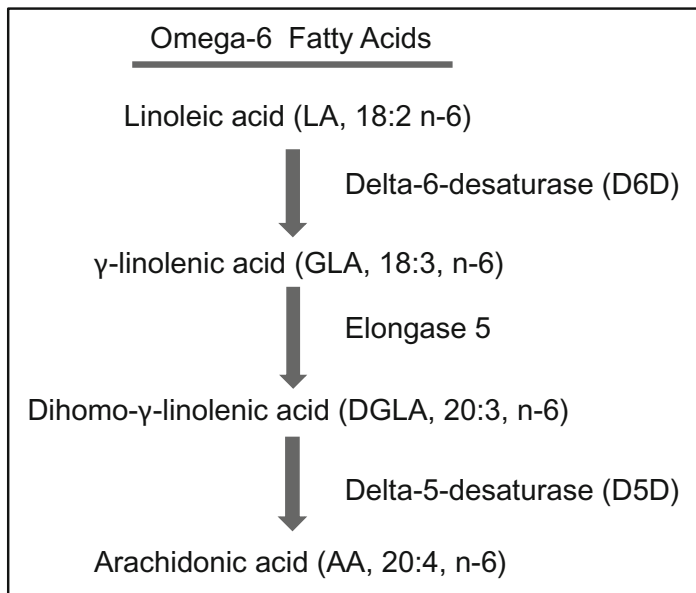 Omega-6 Fatty Acids
Linoleic acid (LA, 18:2 n-6)
Delta-6-desaturase (D6D)
γ-linolenic acid (GLA, 18:3, n-6)
Elongase 5
Dihomo-γ-linolenic acid (DGLA, 20:3, n-6)
Delta-5-desaturase (D5D)
Arachidonic acid (AA, 20:4, n-6)